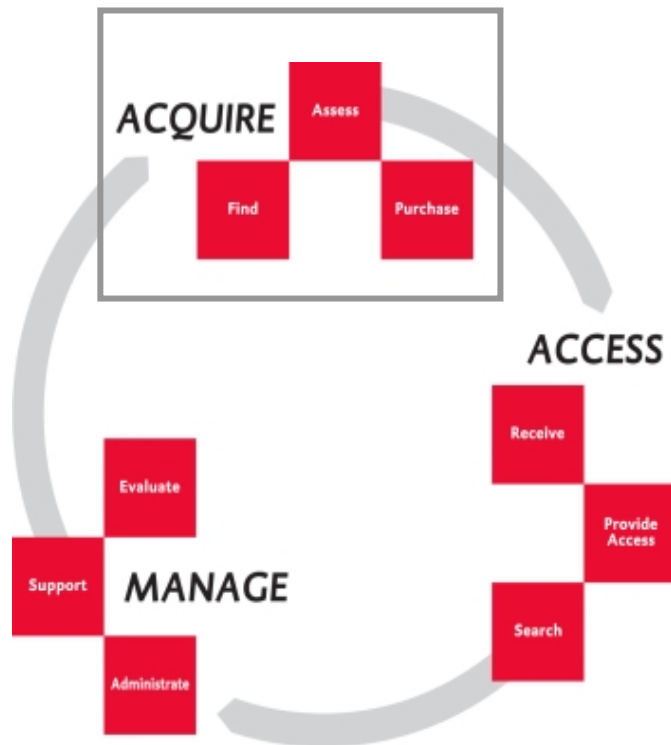 ACQUIRE
Assess
Find
Purchase
ACCESS
Receive
Provide
Access
Search
Evaluate
Support
MANAGE
Administrate